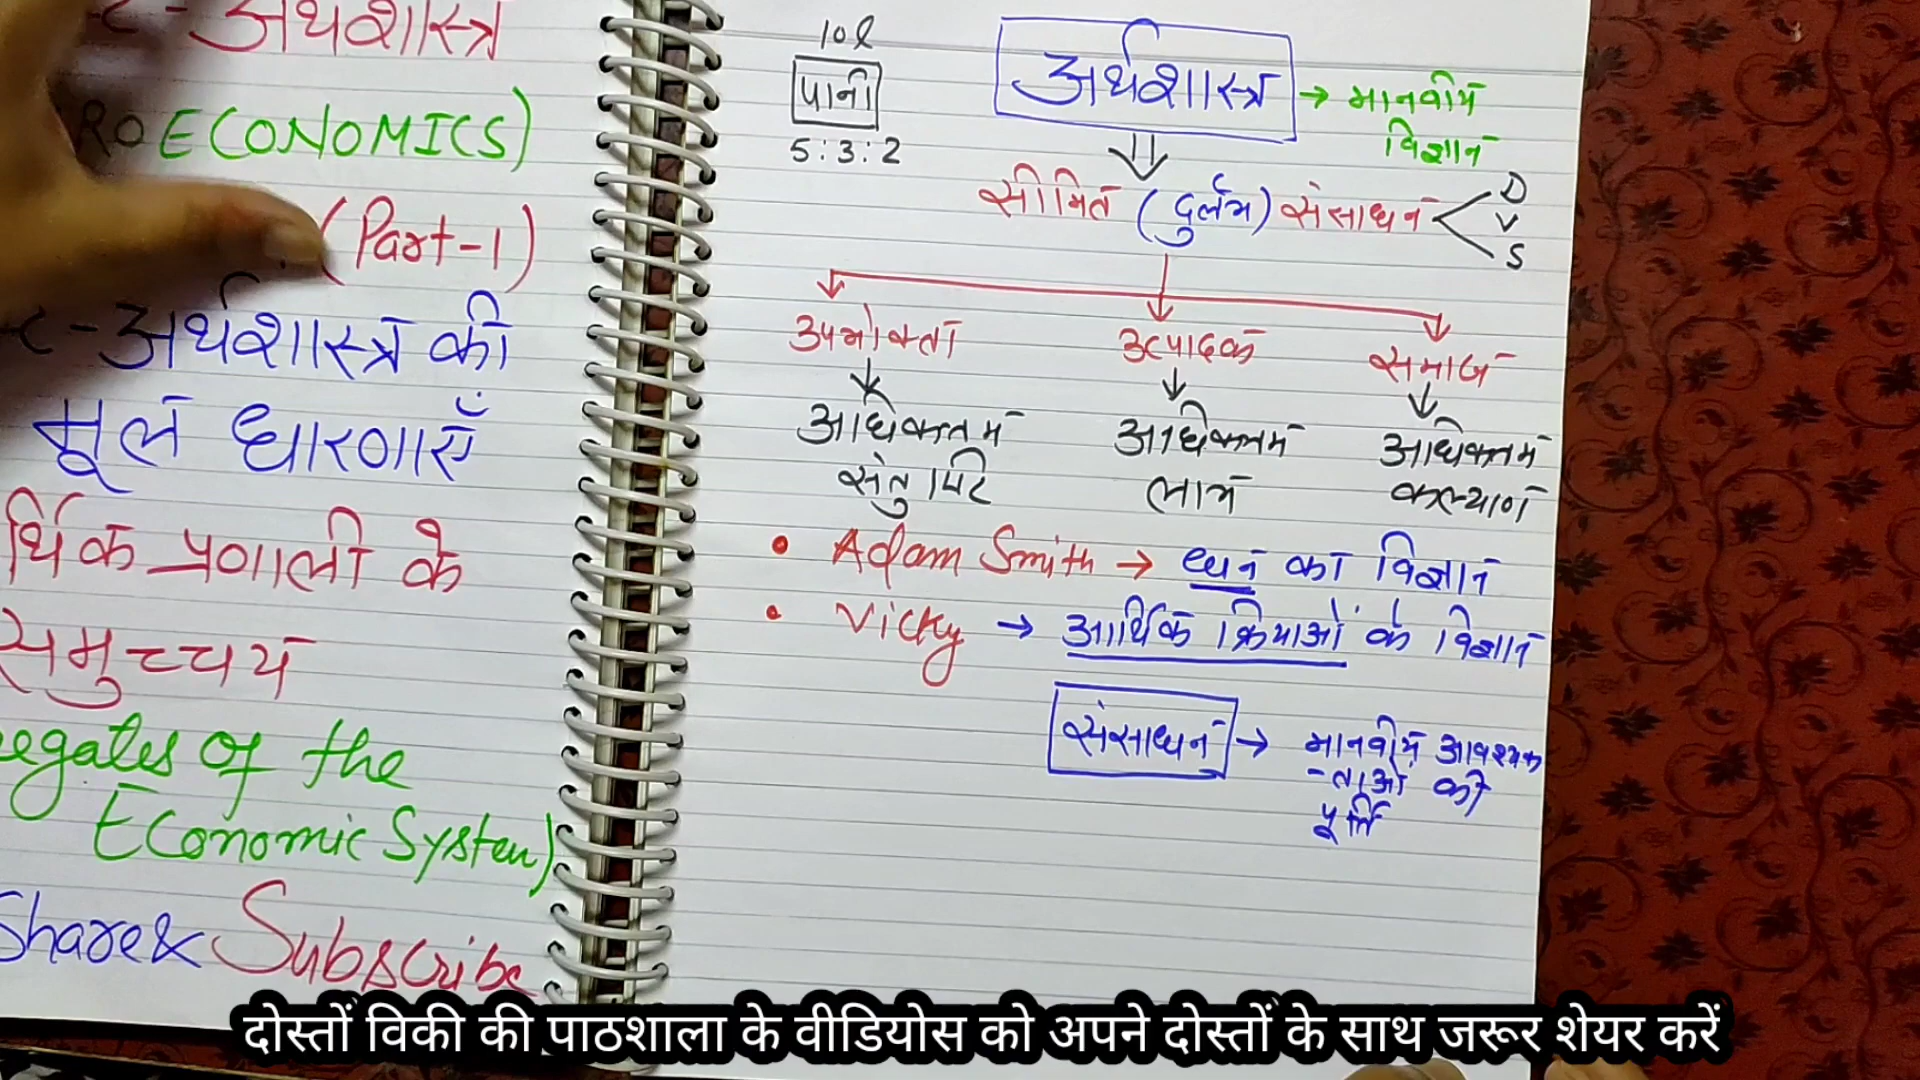 अर्थशास्त्र
ECONOMICS)
(Part-1)
-अर्थशास्त्र की
मूल धारणाएँ
प्रणाली के
समुच्चय
of the
Economic System)
Share& Subscribe
10l
पानी
5:3:2
अर्थशास्त्र → मानवीय
विज्ञान
सीमित (दुर्लभ) संसाधन
D
V
S
उपभोक्ता उत्पादक समाज
अधिकतम अधिकतम अधिकतम
संतुष्टि लाभ कल्याण
• Adam Smith → धन का विज्ञान
• Vicky → आर्थिक क्रियाओं के विज्ञान
संसाधन → मानवीय आवश्यक
-ताओं की
पूर्ति
दोस्तों विकी की पाठशाला के वीडियोस को अपने दोस्तों के साथ जरूर शेयर करें